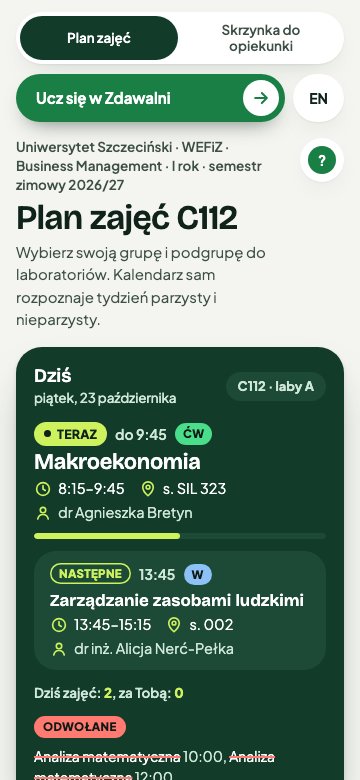 Plan zajęć
Skrzynka do
opiekunki
Ucz się w Zdawalni
EN
Uniwersytet Szczeciński · WEFiZ ·
Business Management · I rok · semestr
zimowy 2026/27
?
Plan zajęć C112
Wybierz swoją grupę i podgrupę do
laboratoriów. Kalendarz sam
rozpoznaje tydzień parzysty i
nieparzysty.
Dziś
piątek, 23 października
C112 · laby A
TERAZ do 9:45 ĆW
Makroekonomia
8:15–9:45 s. SIL 323
dr Agnieszka Bretyn
NASTĘPNE 13:45 W
Zarządzanie zasobami ludzkimi
13:45–15:15 s. 002
dr inż. Alicja Nerć-Pełka
Dziś zajęć: 2, za Tobą: 0
ODWOŁANE
Analiza matematyczna 10:00, Analiza
matematyczna 12:00